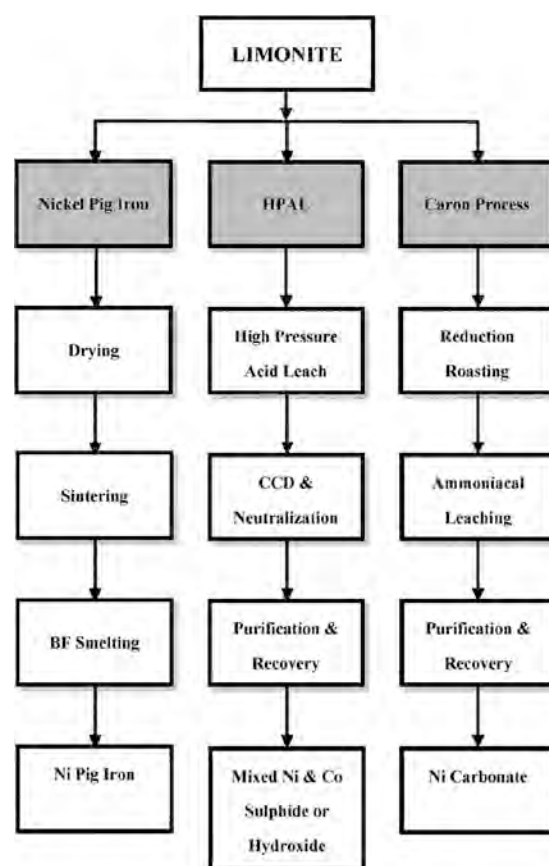 LIMONITE
Nickel Pig Iron
HPAL
Caron Process
Drying
High Pressure
Acid Leach
Reduction
Roasting
Sintering
CCD &
Neutralization
Ammoniacal
Leaching
BF Smelting
Purification &
Recovery
Purification &
Recovery
Ni Pig Iron
Mixed Ni & Co
Sulphide or
Hydroxide
Ni Carbonate